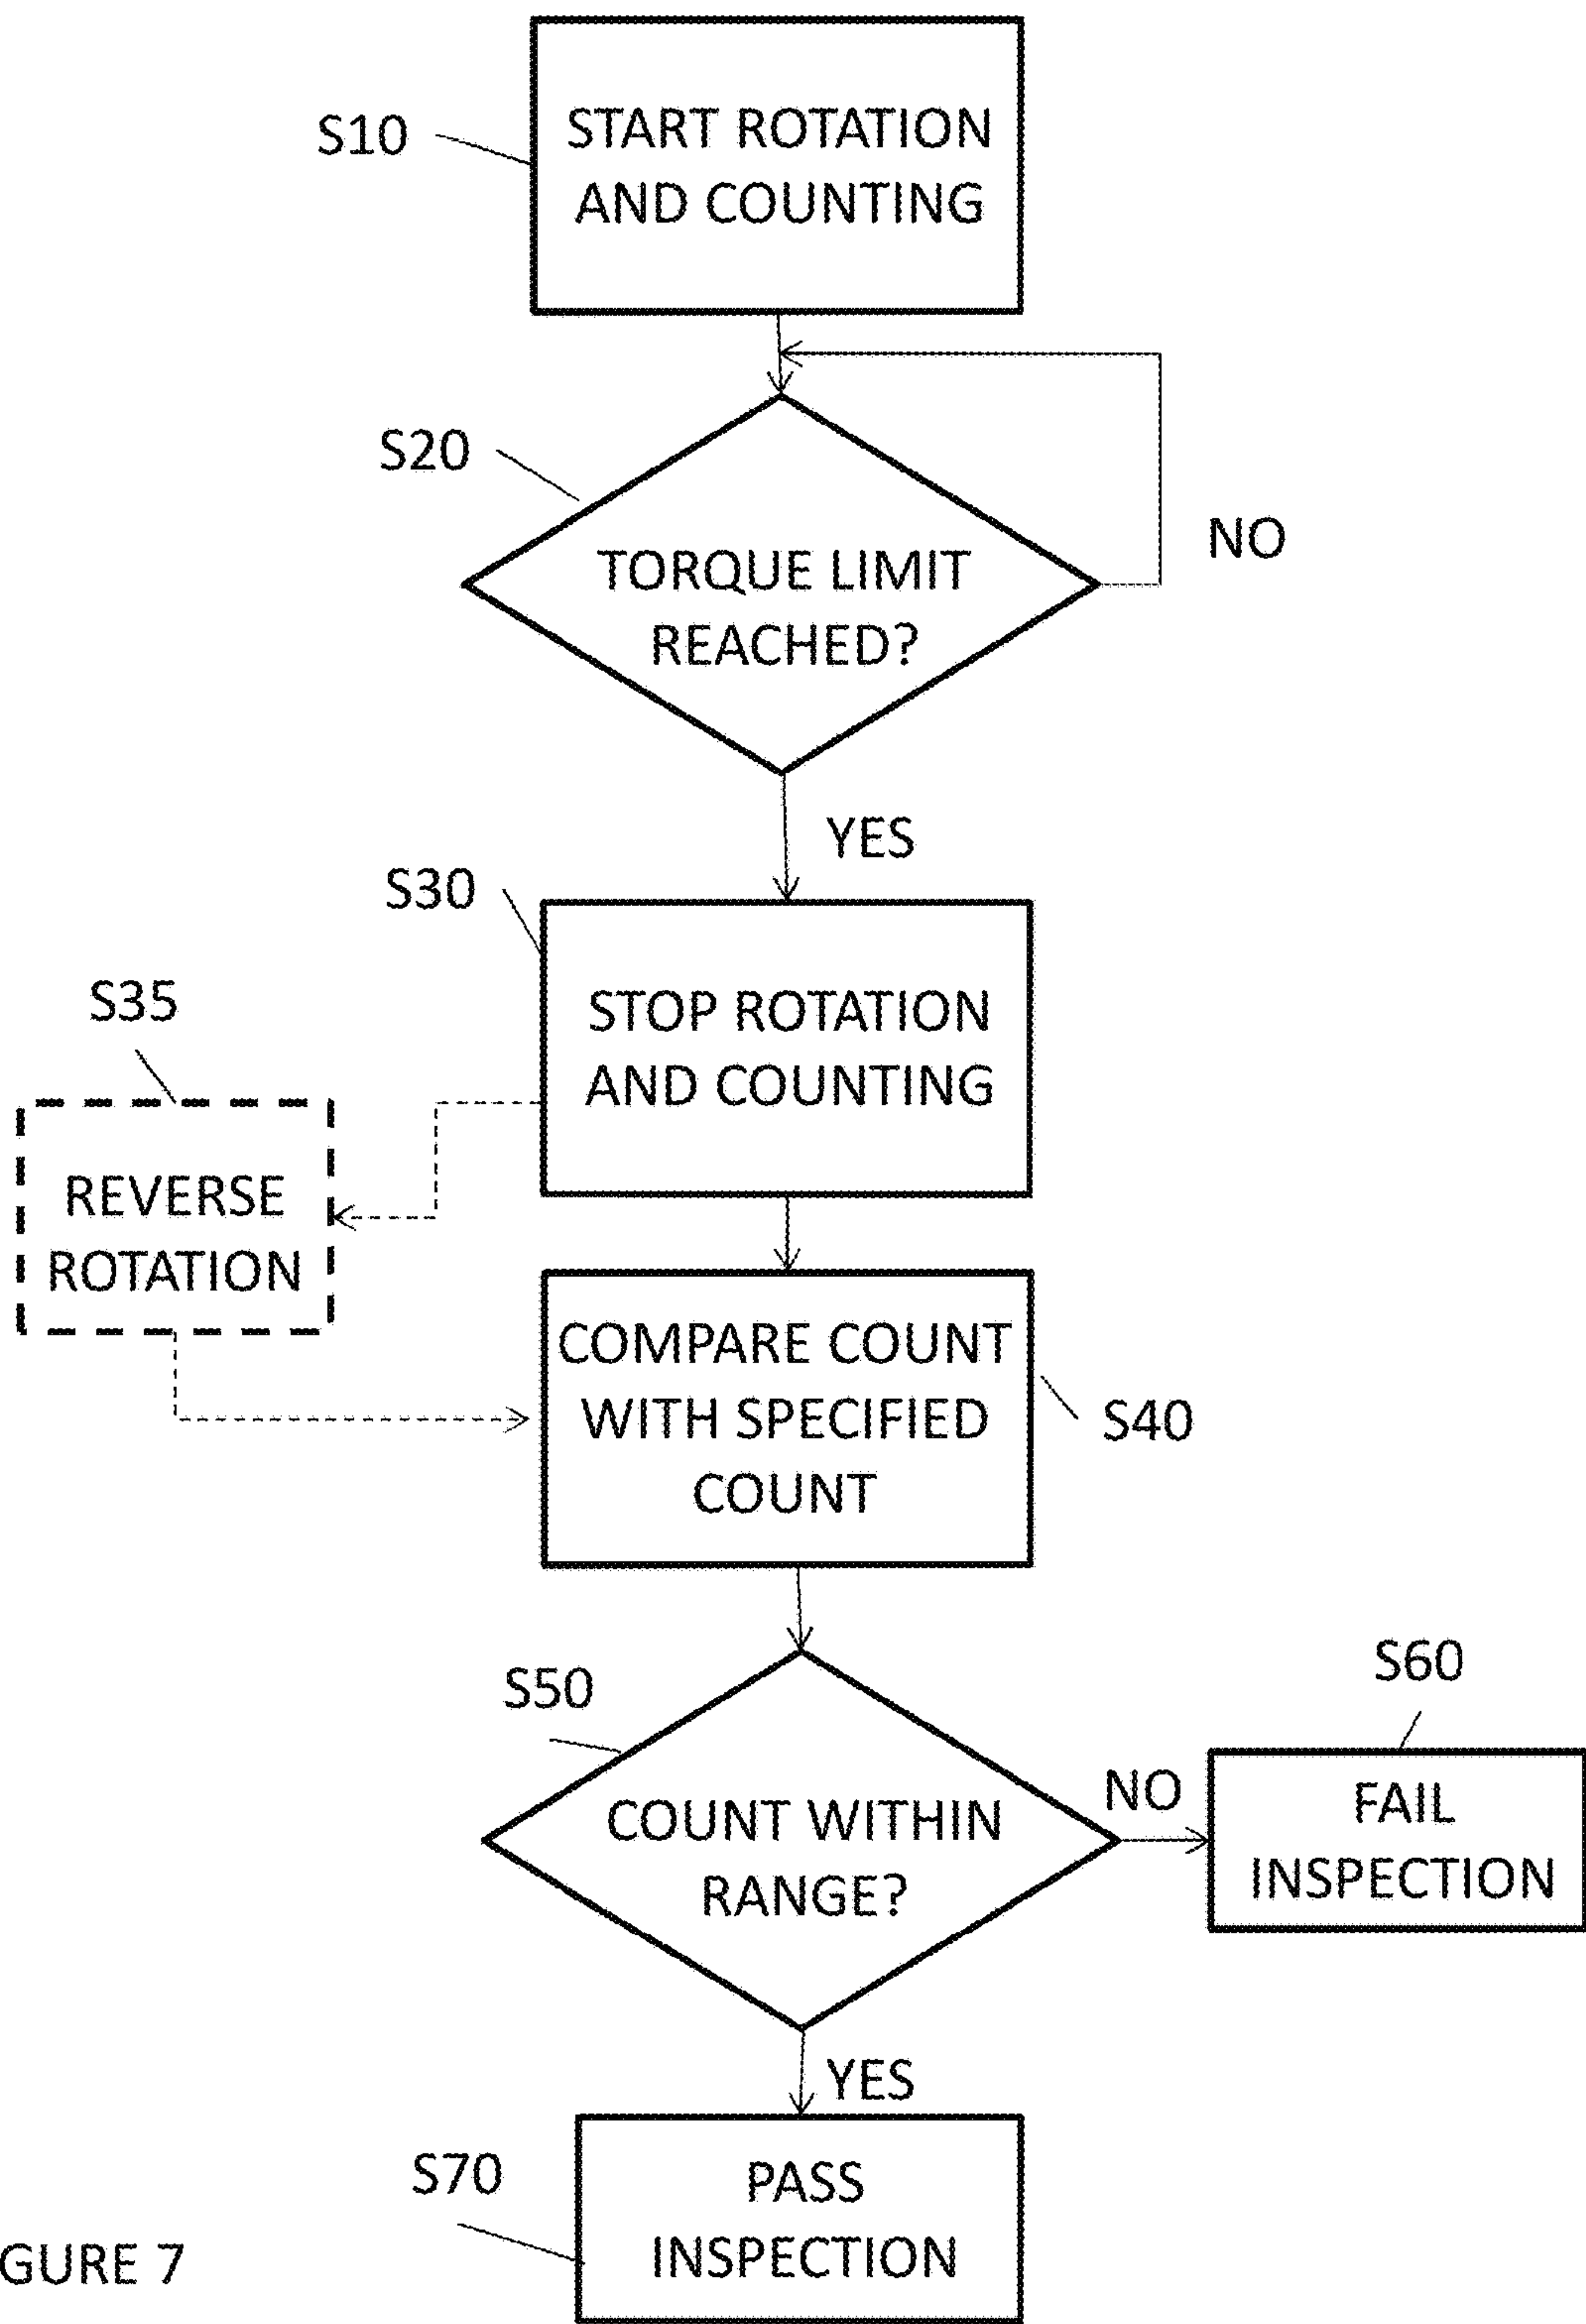 S10
START ROTATION
AND COUNTING
S20
TORQUE LIMIT
REACHED?
NO
YES
S30
STOP ROTATION
AND COUNTING
S35
REVERSE
ROTATION
COMPARE COUNT
WITH SPECIFIED
COUNT
S40
S50
COUNT WITHIN
RANGE?
NO
S60
FAIL
INSPECTION
YES
S70
PASS
INSPECTION
GURE 7